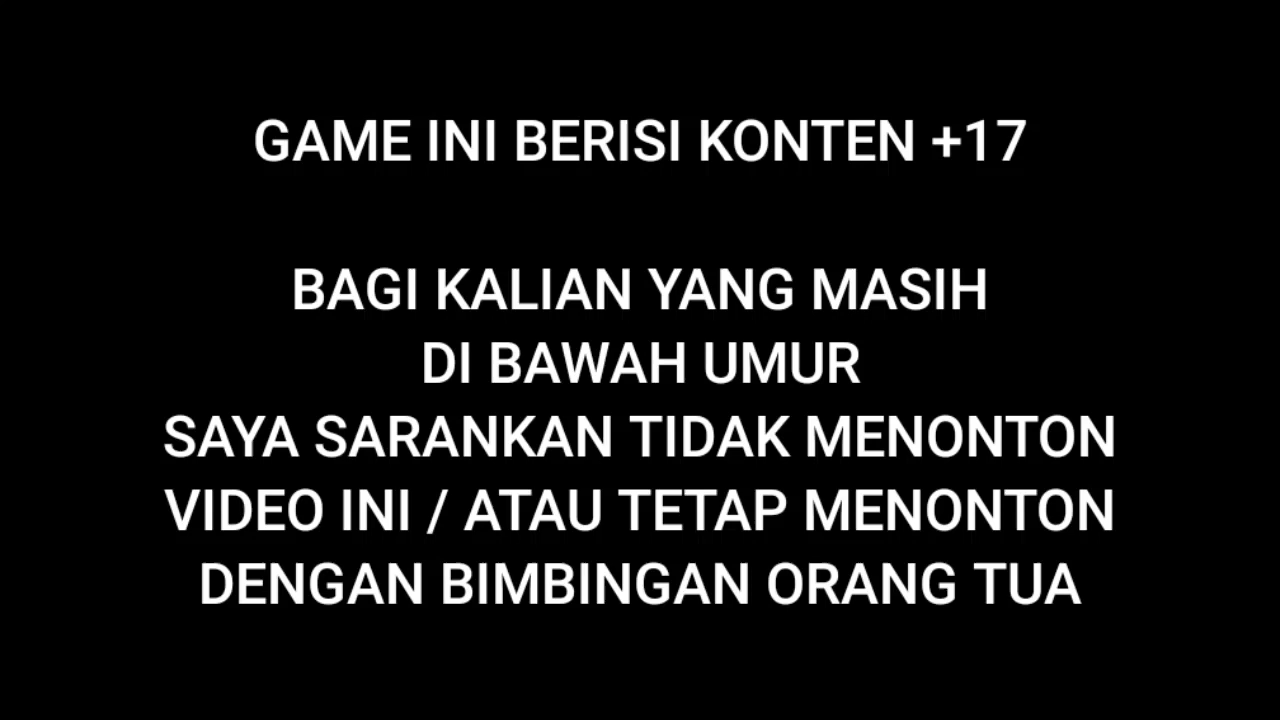 GAME INI BERISI KONTEN +17
BAGI KALIAN YANG MASIH
DI BAWAH UMUR
SAYA SARANKAN TIDAK MENONTON
VIDEO INI / ATAU TETAP MENONTON
DENGAN BIMBINGAN ORANG TUA